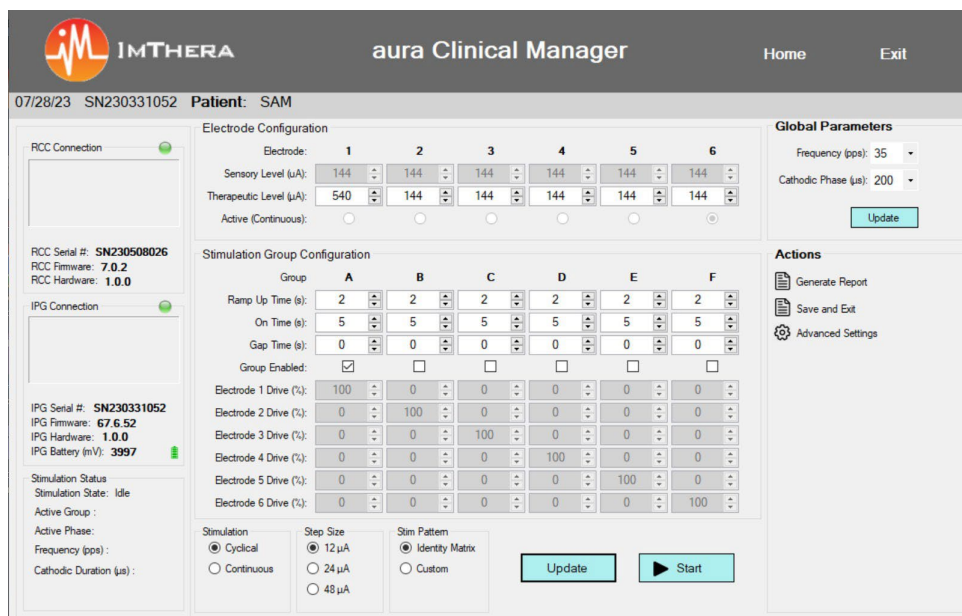 IMTHERA
aura Clinical Manager
Home
Exit
07/28/23 SN230331052 Patient: SAM
RCC Connection
RCC Serial #: SN230508026
RCC Firmware: 7.0.2
RCC Hardware: 1.0.0
IPG Connection
IPG Serial #: SN230331052
IPG Firmware: 67.6.52
IPG Hardware: 1.0.0
IPG Battery (mV): 3997
Stimulation Status
Stimulation State: Idle
Active Group :
Active Phase:
Frequency (pps) :
Cathodic Duration (µs) :
Electrode Configuration
Electrode: 1 2 3 4 5 6
Sensory Level (uA): 144 144 144 144 144 144
Therapeutic Level (µA): 540 144 144 144 144 144
Active (Continuous):
Stimulation Group Configuration
Group A B C D E F
Ramp Up Time (s): 2 2 2 2 2 2
On Time (s): 5 5 5 5 5 5
Gap Time (s): 0 0 0 0 0 0
Group Enabled:
Electrode 1 Drive (%): 100 0 0 0 0 0
Electrode 2 Drive (%): 0 100 0 0 0 0
Electrode 3 Drive (%): 0 0 100 0 0 0
Electrode 4 Drive (%): 0 0 0 100 0 0
Electrode 5 Drive (%): 0 0 0 0 100 0
Electrode 6 Drive (%): 0 0 0 0 0 100
Stimulation
Cyclical
Continuous
Step Size
12 µA
24 µA
48 µA
Stim Pattern
Identity Matrix
Custom
Update
Start
Global Parameters
Frequency (pps): 35
Cathodic Phase (µs): 200
Update
Actions
Generate Report
Save and Exit
Advanced Settings